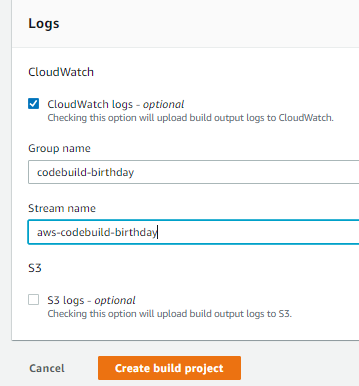 Logs
CloudWatch
CloudWatch logs - optional
Checking this option will upload build output logs to CloudWatch.
Group name
codebuild-birthday
Stream name
aws-codebuild-birthday
S3
S3 logs - optional
Checking this option will upload build output logs to S3.
Cancel
Create build project